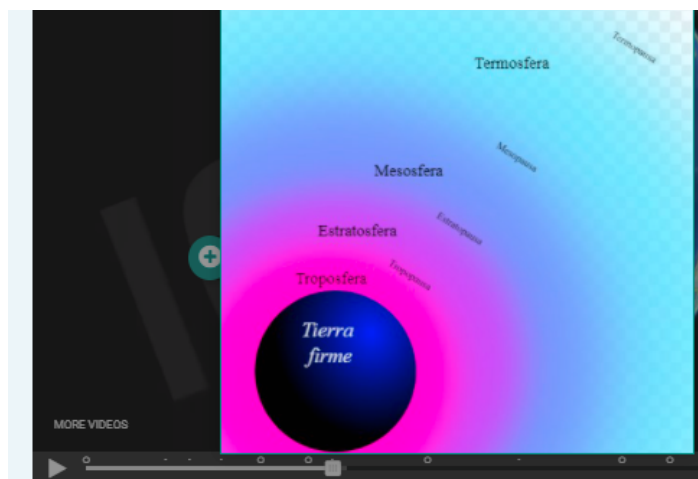 Termopausa
Termosfera
Mesopausa
Mesosfera
Estratopausa
Estratosfera
Tropopausa
Troposfera
Tierra
firme
MORE VIDEOS